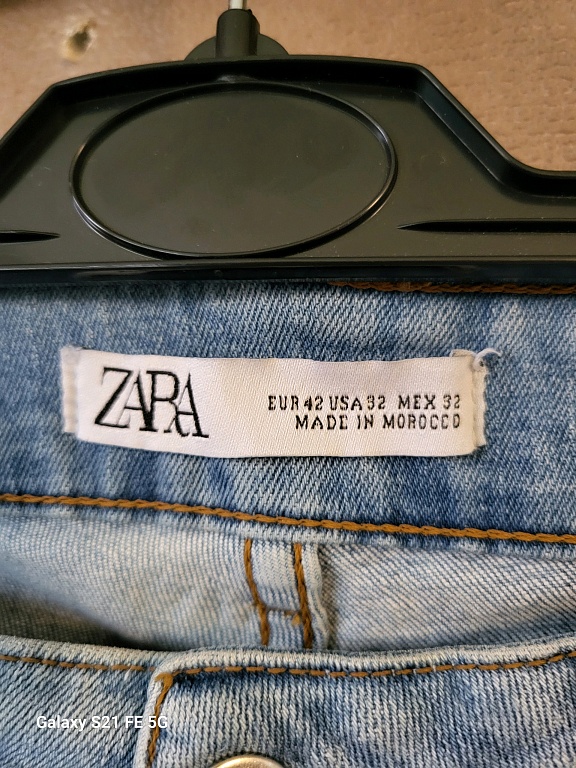 ZARA
EUR 42 USA 32 MEX 32
MADE IN MOROCCO
Galaxy S21 FE 5G